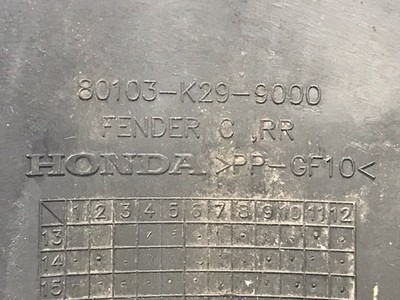 80103-K29-9000
FENDER C ,RR
HONDA >PP-GF10<
1 2 3 4 5 6 7 8 9 10 11 12
13
14
15